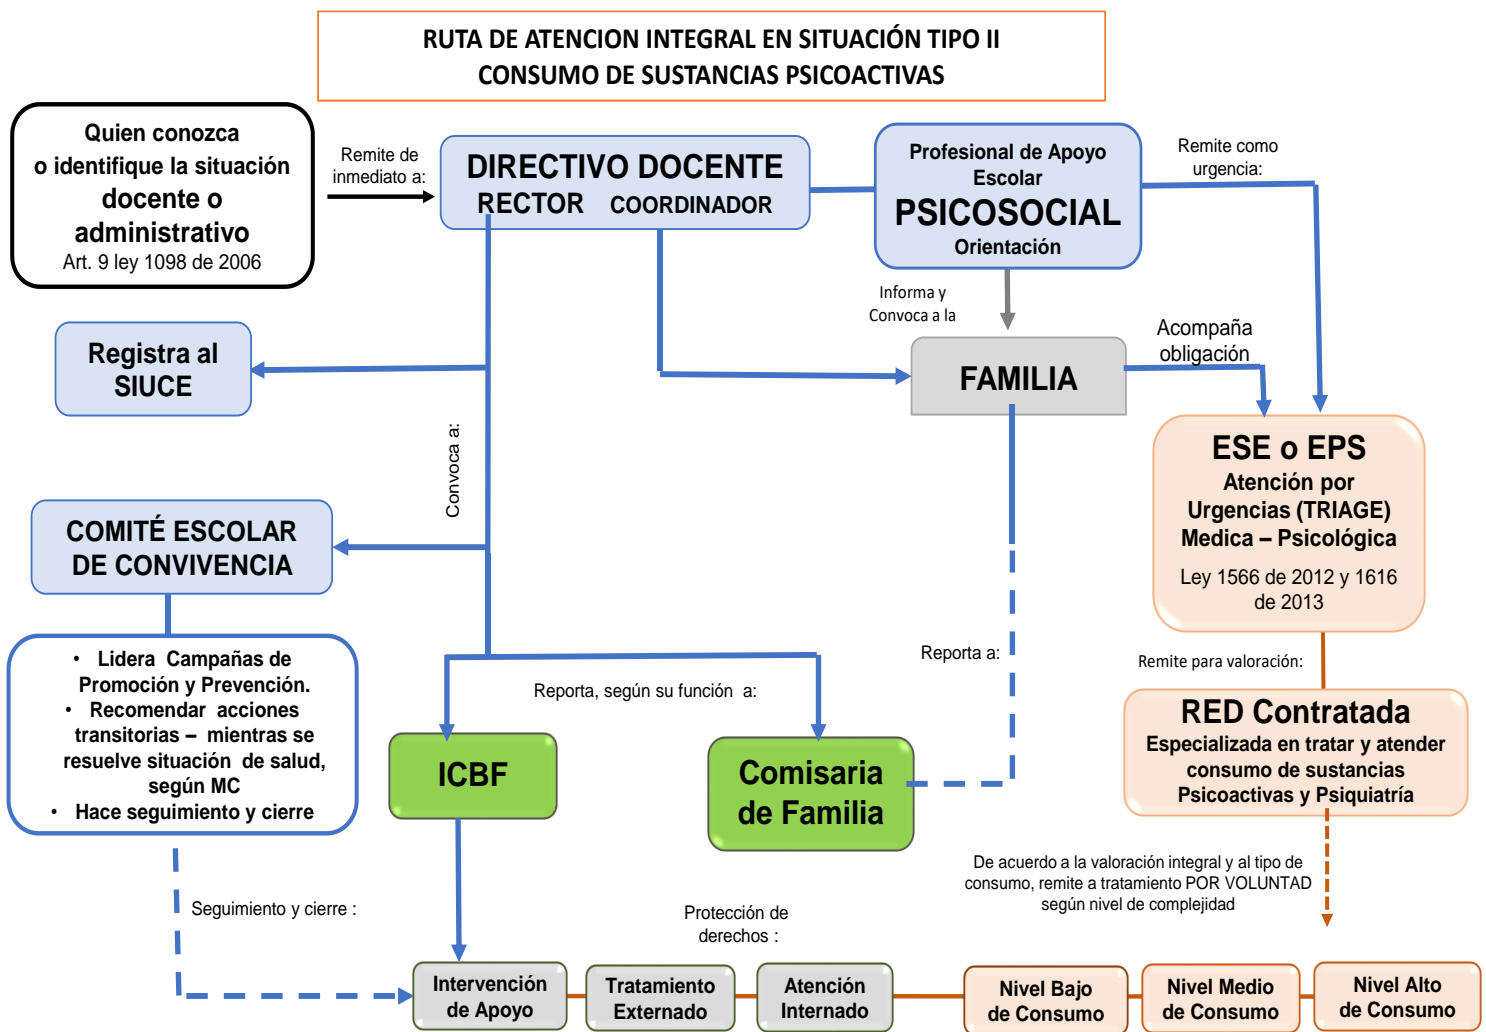 RUTA DE ATENCION INTEGRAL EN SITUACIÓN TIPO II
CONSUMO DE SUSTANCIAS PSICOACTIVAS
Quien conozca
o identifique la situación
docente o
administrativo
Art. 9 ley 1098 de 2006
Remite de
inmediato a:
DIRECTIVO DOCENTE
RECTOR COORDINADOR
Profesional de Apoyo
Escolar
PSICOSOCIAL
Orientación
Remite como
urgencia:
Informa y
Convoca a la
Registra al
SIUCE
FAMILIA
Acompaña
obligación
Convoca a:
ESE o EPS
Atención por
Urgencias (TRIAGE)
Medica – Psicológica
Ley 1566 de 2012 y 1616
de 2013
COMITÉ ESCOLAR
DE CONVIVENCIA
• Lidera Campañas de
Promoción y Prevención.
• Recomendar acciones
transitorias – mientras se
resuelve situación de salud,
según MC
• Hace seguimiento y cierre
Reporta a:
Remite para valoración:
Reporta, según su función a:
RED Contratada
Especializada en tratar y atender
consumo de sustancias
Psicoactivas y Psiquiatría
ICBF
Comisaria
de Familia
De acuerdo a la valoración integral y al tipo de
consumo, remite a tratamiento POR VOLUNTAD
según nivel de complejidad
Seguimiento y cierre :
Protección de
derechos :
Intervención
de Apoyo
Tratamiento
Externado
Atención
Internado
Nivel Bajo
de Consumo
Nivel Medio
de Consumo
Nivel Alto
de Consumo